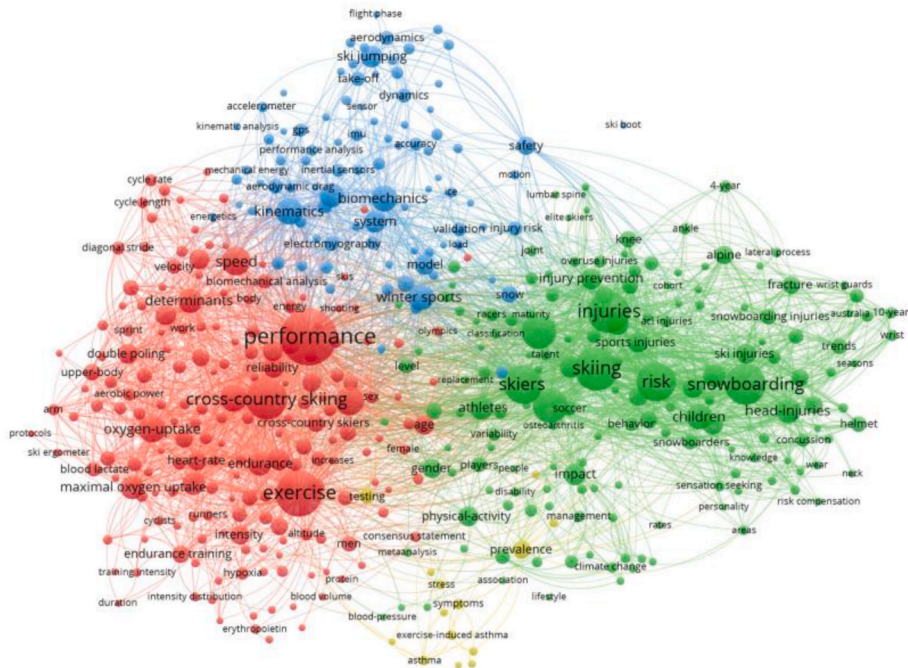 flight phase
aerodynamics
ski jumping
take-off
dynamics
accelerometer
sensor
kinematic analysis
gps
imu
performance analysis
accuracy
safety
ski boot
mechanical energy
inertial sensors
motion
cycle rate
aerodynamic drag
ice
lumbar spine
4-year
cycle length
kinematics
biomechanics
elite skiers
energetics
system
validation
injury risk
ankle
diagonal stride
electromyography
load
joint
knee
velocity
speed
skis
model
overuse injuries
alpine
lateral process
biomechanical analysis
injury prevention
cohort
fracture
wrist guards
determinants
body
energy
shooting
winter sports
snow
racers
maturity
injuries
acl injuries
snowboarding injuries
australia
10-year
sprint
work
performance
olympics
classification
sports injuries
wrist
double poling
reliability
level
talent
ski injuries
trends
seasons
upper-body
aerobic power
replacement
skiers
skiing
risk
snowboarding
arm
cross-country skiing
sex
athletes
soccer
children
head-injuries
protocols
oxygen-uptake
cross-country skiers
age
variability
osteoarthritis
behavior
snowboarders
helmet
ski ergometer
female
concussion
blood lactate
heart-rate
endurance
increases
gender
players
people
impact
knowledge
wear
neck
maximal oxygen uptake
exercise
testing
disability
sensation seeking
risk compensation
cyclists
runners
intensity
altitude
physical-activity
management
personality
men
consensus statement
rates
areas
endurance training
metaanalysis
prevalence
training intensity
hypoxia
protein
climate change
stress
association
duration
intensity distribution
blood volume
symptoms
lifestyle
erythropoietin
blood-pressure
exercise-induced asthma
asthma